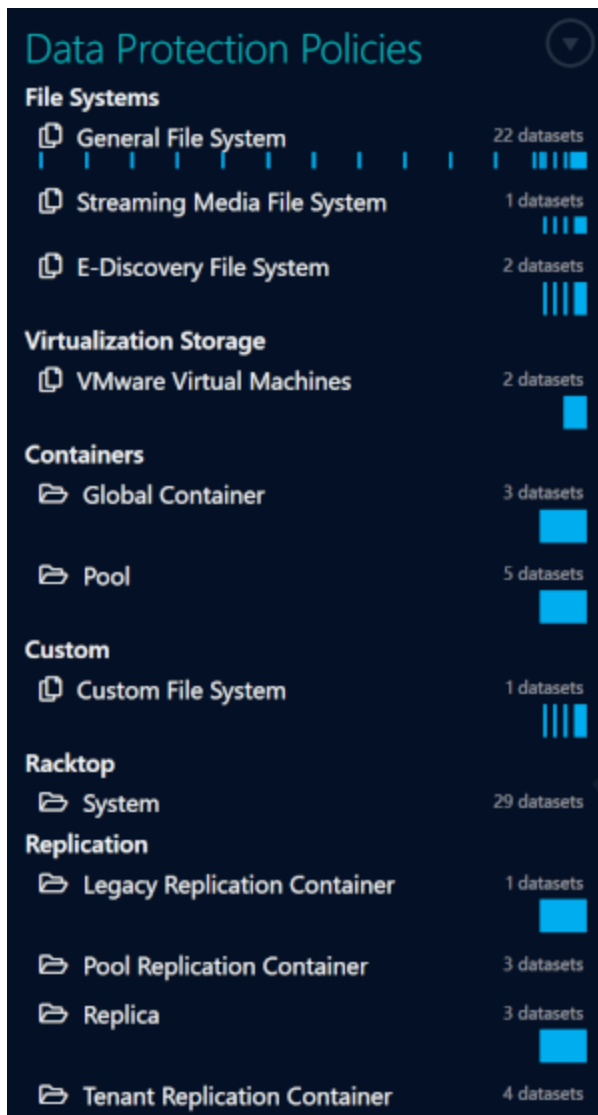 Data Protection Policies
File Systems
General File System 22 datasets
Streaming Media File System 1 datasets
E-Discovery File System 2 datasets
Virtualization Storage
VMware Virtual Machines 2 datasets
Containers
Global Container 3 datasets
Pool 5 datasets
Custom
Custom File System 1 datasets
Racktop
System 29 datasets
Replication
Legacy Replication Container 1 datasets
Pool Replication Container 3 datasets
Replica 3 datasets
Tenant Replication Container 4 datasets